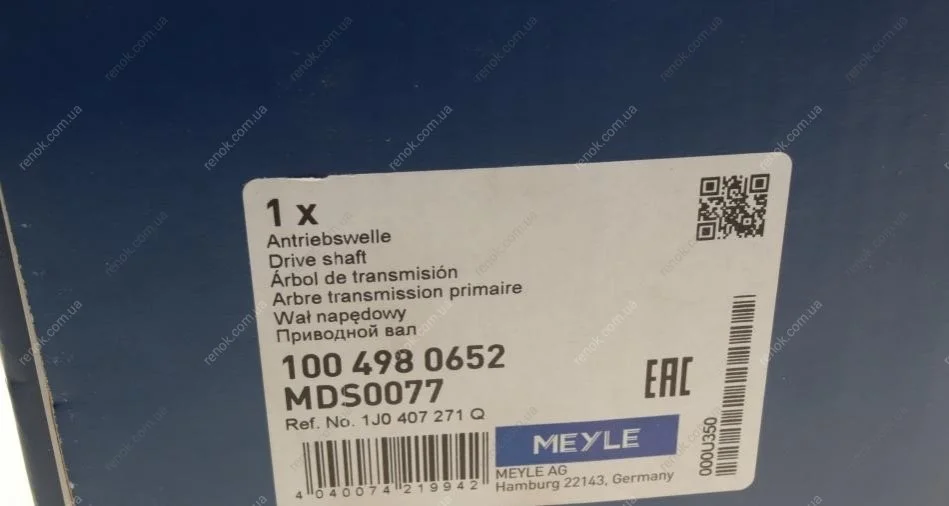 1 x
Antriebswelle
Drive shaft
Árbol de transmisión
Arbre transmission primaire
Wał napędowy
Приводной вал
100 498 0652
MDS0077
Ref. No. 1J0 407 271 Q
EAC
MEYLE
MEYLE AG
Hamburg 22143, Germany
4 040074 219942
000U350
renok.com.ua